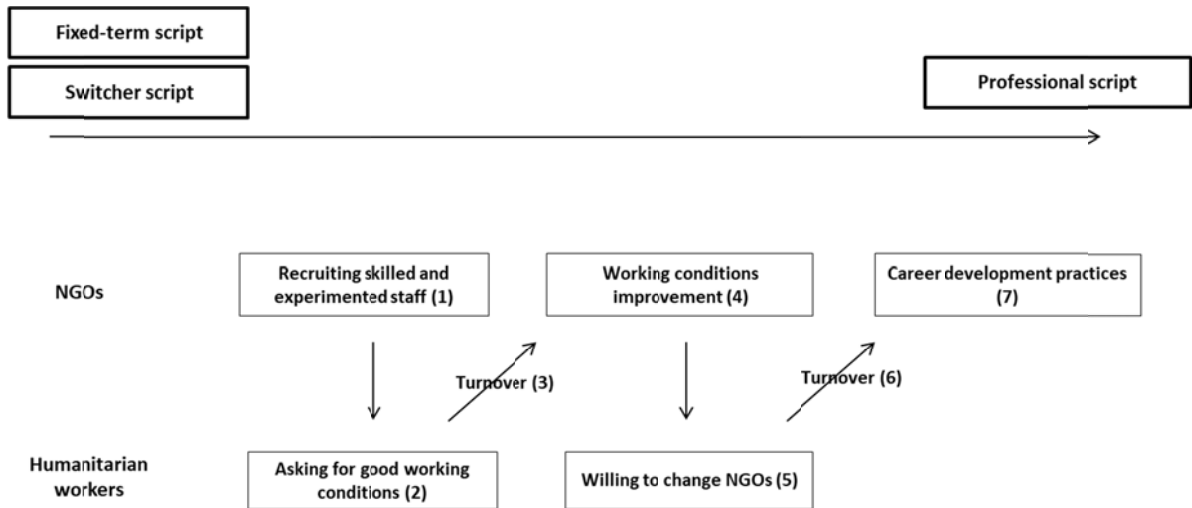 Fixed-term script
Switcher script
Professional script
NGOs
Recruiting skilled and
experimented staff (1)
Working conditions
improvement (4)
Career development practices
(7)
Turnover (3)
Turnover (6)
Humanitarian
workers
Asking for good working
conditions (2)
Willing to change NGOs (5)